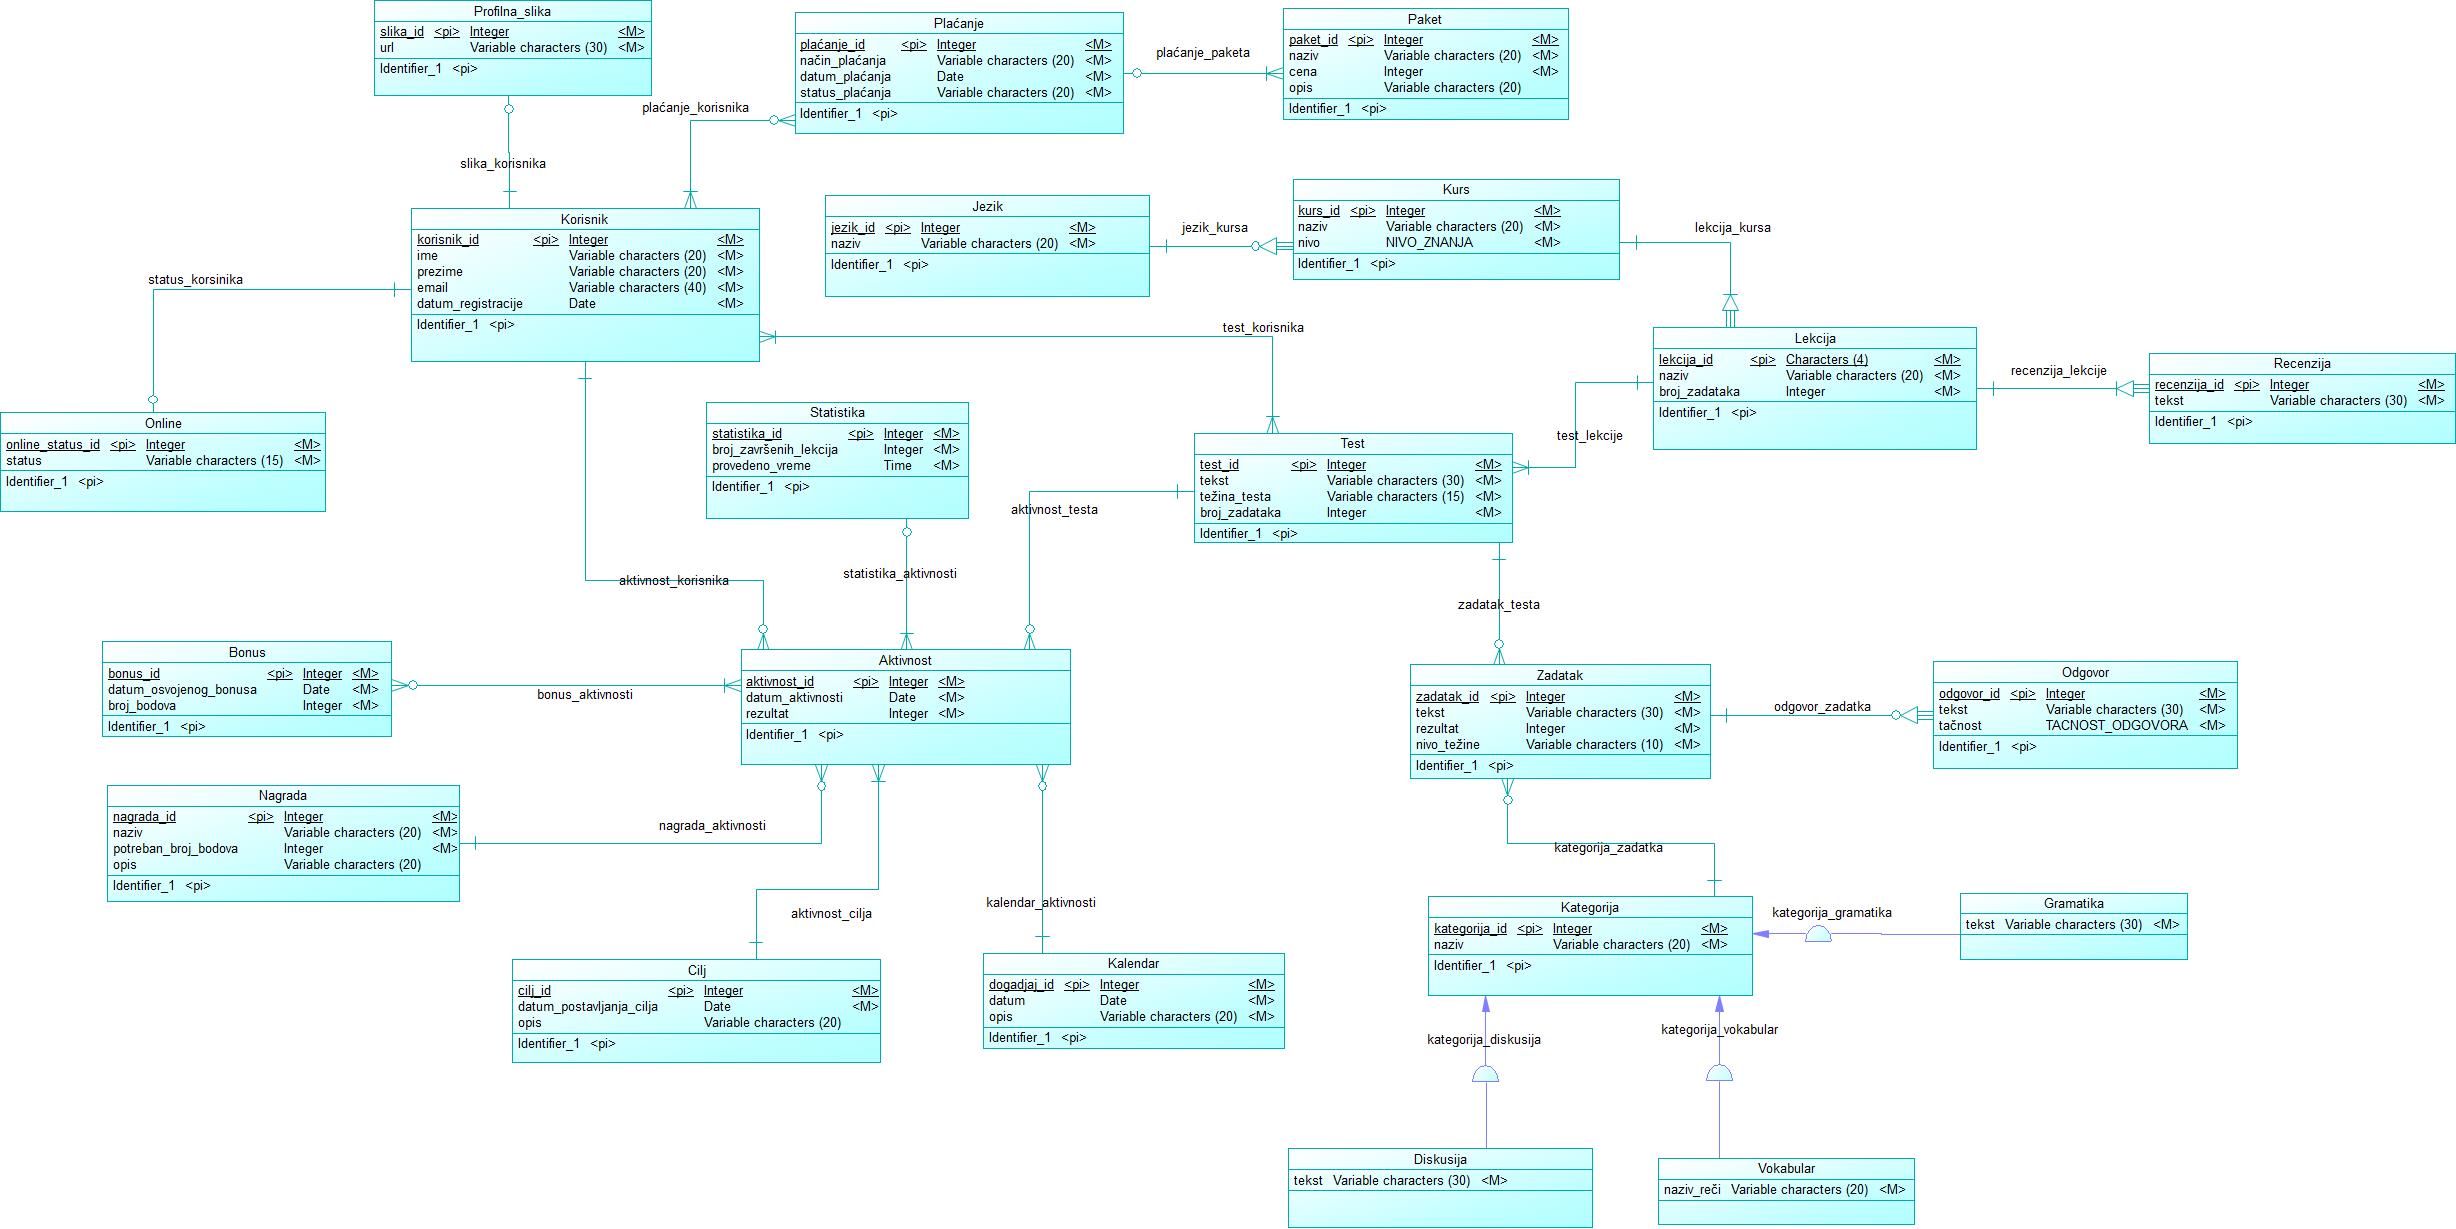 Profilna_slika
slika_id <pi> Integer <M>
url Variable characters (30) <M>
Identifier_1 <pi>
Plaćanje
plaćanje_id <pi> Integer <M>
način_plaćanja Variable characters (20) <M>
datum_plaćanja Date <M>
status_plaćanja Variable characters (20) <M>
Identifier_1 <pi>
plaćanje_paketa
Paket
paket_id <pi> Integer <M>
naziv Variable characters (20) <M>
cena Integer <M>
opis Variable characters (20)
Identifier_1 <pi>
plaćanje_korisnika
slika_korisnika
Korisnik
korisnik_id <pi> Integer <M>
ime Variable characters (20) <M>
prezime Variable characters (20) <M>
email Variable characters (40) <M>
datum_registracije Date <M>
Identifier_1 <pi>
Jezik
jezik_id <pi> Integer <M>
naziv Variable characters (20) <M>
Identifier_1 <pi>
jezik_kursa
Kurs
kurs_id <pi> Integer <M>
naziv Variable characters (20) <M>
nivo NIVO_ZNANJA <M>
Identifier_1 <pi>
lekcija_kursa
status_korsinika
test_korisnika
Lekcija
lekcija_id <pi> Characters (4) <M>
naziv Variable characters (20) <M>
broj_zadataka Integer <M>
Identifier_1 <pi>
recenzija_lekcije
Recenzija
recenzija_id <pi> Integer <M>
tekst Variable characters (30) <M>
Identifier_1 <pi>
Online
online_status_id <pi> Integer <M>
status Variable characters (15) <M>
Identifier_1 <pi>
Statistika
statistika_id <pi> Integer <M>
broj_završenih_lekcija Integer <M>
provedeno_vreme Time <M>
Identifier_1 <pi>
test_lekcije
Test
test_id <pi> Integer <M>
tekst Variable characters (30) <M>
težina_testa Variable characters (15) <M>
broj_zadataka Integer <M>
Identifier_1 <pi>
aktivnost_testa
aktivnost_korisnika
statistika_aktivnosti
zadatak_testa
Bonus
bonus_id <pi> Integer <M>
datum_osvojenog_bonusa Date <M>
broj_bodova Integer <M>
Identifier_1 <pi>
bonus_aktivnosti
Aktivnost
aktivnost_id <pi> Integer <M>
datum_aktivnosti Date <M>
rezultat Integer <M>
Identifier_1 <pi>
Zadatak
zadatak_id <pi> Integer <M>
tekst Variable characters (30) <M>
rezultat Integer <M>
nivo_težine Variable characters (10) <M>
Identifier_1 <pi>
odgovor_zadatka
Odgovor
odgovor_id <pi> Integer <M>
tekst Variable characters (30) <M>
tačnost TACNOST_ODGOVORA <M>
Identifier_1 <pi>
Nagrada
nagrada_id <pi> Integer <M>
naziv Variable characters (20) <M>
potreban_broj_bodova Integer <M>
opis Variable characters (20)
Identifier_1 <pi>
nagrada_aktivnosti
kategorija_zadatka
aktivnost_cilja
kalendar_aktivnosti
Cilj
cilj_id <pi> Integer <M>
datum_postavljanja_cilja Date <M>
opis Variable characters (20)
Identifier_1 <pi>
Kalendar
dogadjaj_id <pi> Integer <M>
datum Date <M>
opis Variable characters (20) <M>
Identifier_1 <pi>
Kategorija
kategorija_id <pi> Integer <M>
naziv Variable characters (20) <M>
Identifier_1 <pi>
kategorija_gramatika
Gramatika
tekst Variable characters (30) <M>
kategorija_diskusija
kategorija_vokabular
Diskusija
tekst Variable characters (30) <M>
Vokabular
naziv_reči Variable characters (20) <M>